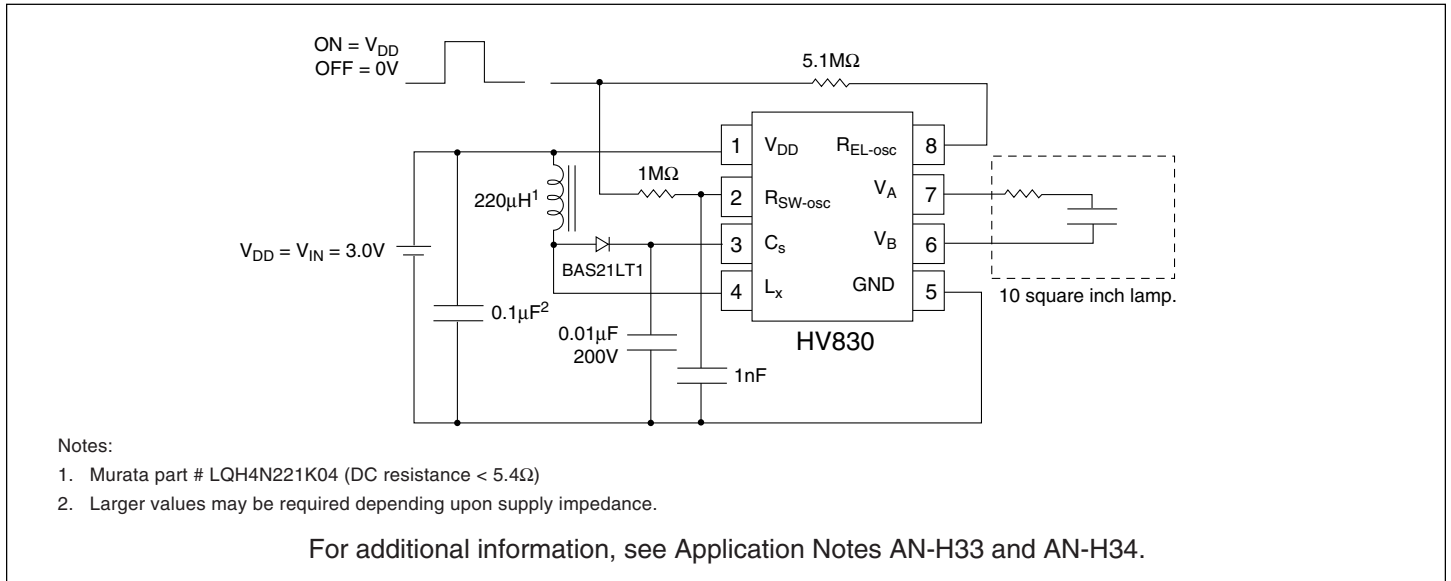 ON = VDD
OFF = 0V
5.1MΩ
1 VDD REL-osc 8
1MΩ
220μH¹
2 RSW-osc VA 7
VDD = VIN = 3.0V
3 Cs VB 6
BAS21LT1
4 Lx GND 5
10 square inch lamp.
0.1μF²
0.01μF
200V
HV830
1nF
Notes:
1. Murata part # LQH4N221K04 (DC resistance < 5.4Ω)
2. Larger values may be required depending upon supply impedance.
For additional information, see Application Notes AN-H33 and AN-H34.